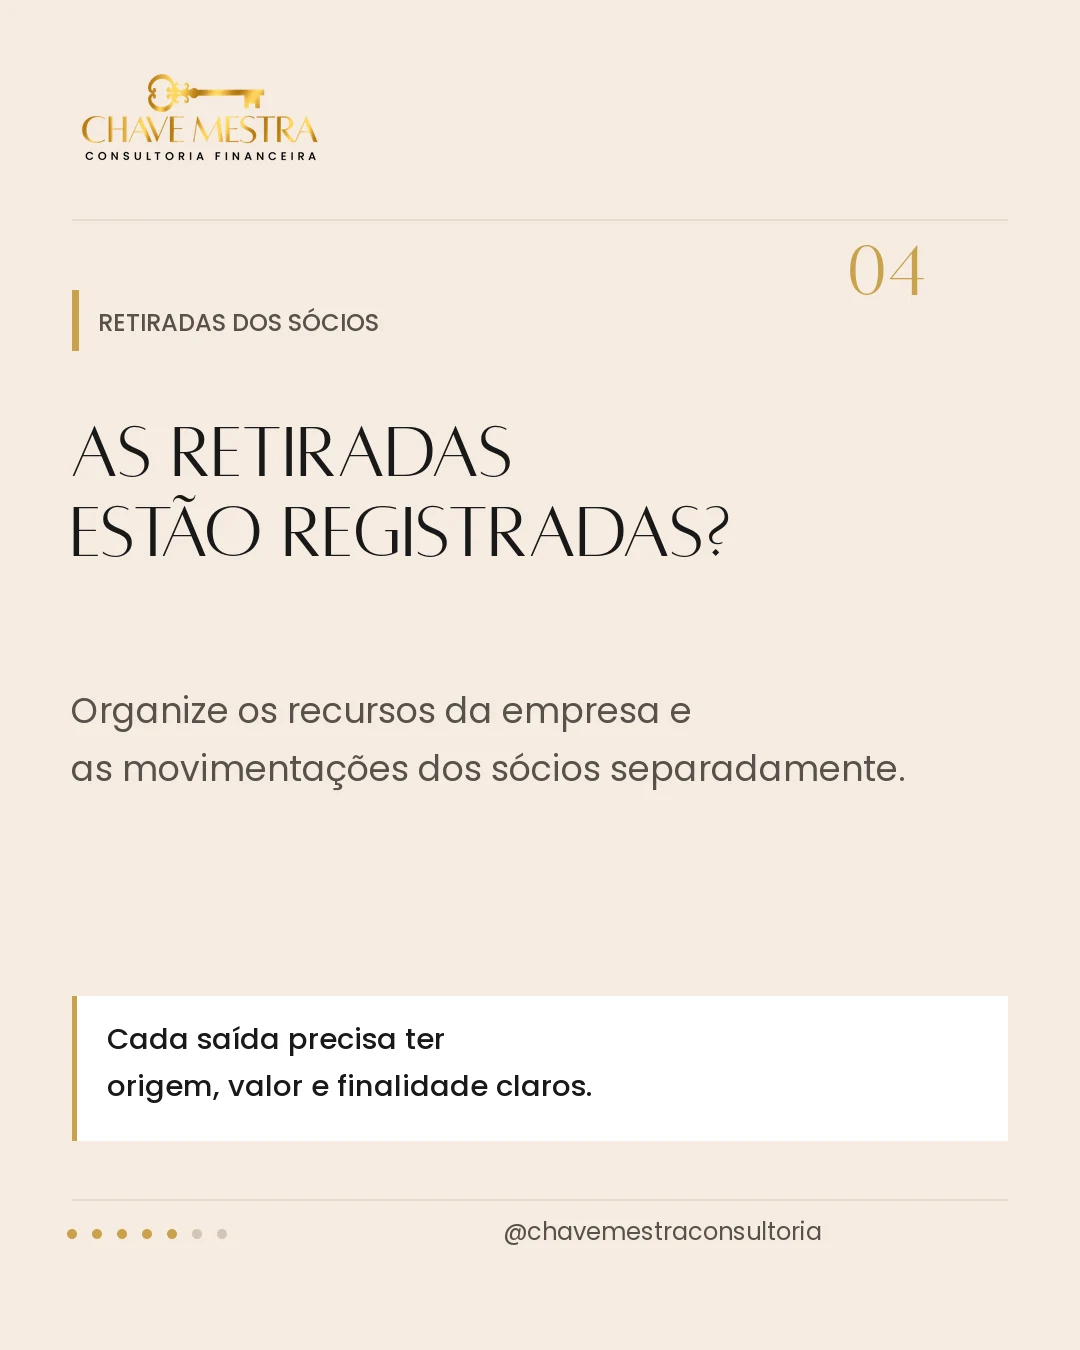 CHAVE MESTRA
CONSULTORIA FINANCEIRA
04
RETIRADAS DOS SÓCIOS
AS RETIRADAS
ESTÃO REGISTRADAS?
Organize os recursos da empresa e
as movimentações dos sócios separadamente.
Cada saída precisa ter
origem, valor e finalidade claros.
@chavemestraconsultoria